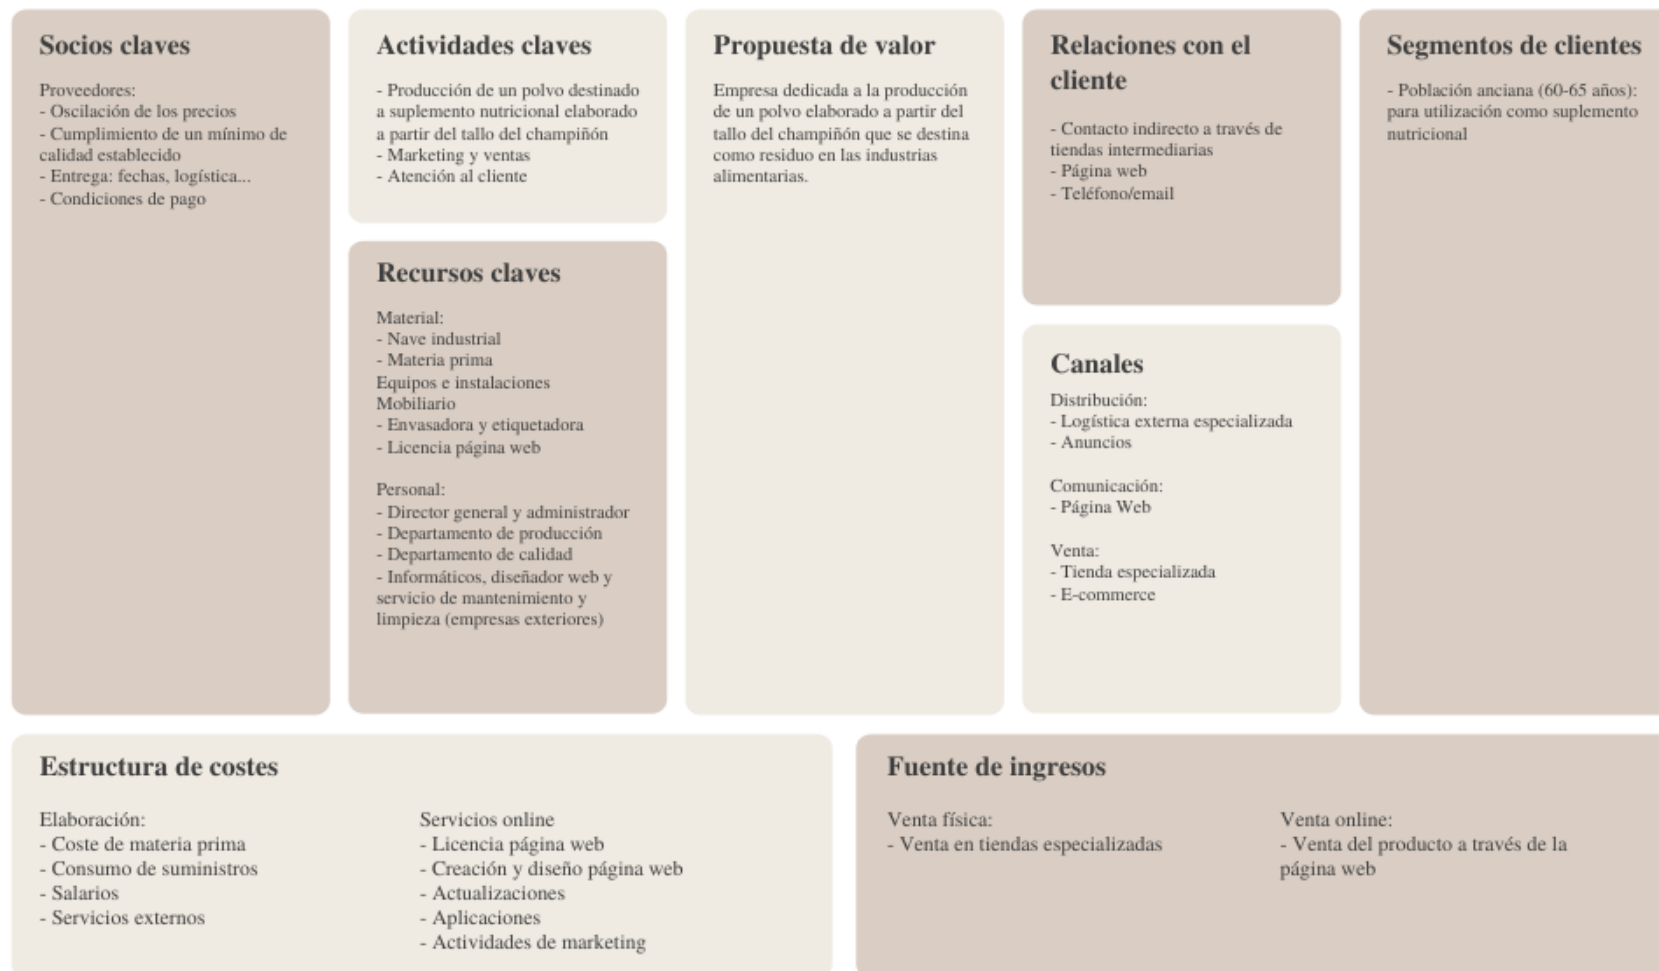 Socios claves
Proveedores:
- Oscilación de los precios
- Cumplimiento de un mínimo de
calidad establecido
- Entrega: fechas, logística...
- Condiciones de pago
Actividades claves
- Producción de un polvo destinado
a suplemento nutricional elaborado
a partir del tallo del champiñón
- Marketing y ventas
- Atención al cliente
Recursos claves
Material:
- Nave industrial
- Materia prima
Equipos e instalaciones
Mobiliario
- Envasadora y etiquetadora
- Licencia página web
Personal:
- Director general y administrador
- Departamento de producción
- Departamento de calidad
- Informáticos, diseñador web y
servicio de mantenimiento y
limpieza (empresas exteriores)
Propuesta de valor
Empresa dedicada a la producción
de un polvo elaborado a partir del
tallo del champiñón que se destina
como residuo en las industrias
alimentarias.
Relaciones con el
cliente
- Contacto indirecto a través de
tiendas intermediarias
- Página web
- Teléfono/email
Canales
Distribución:
- Logística externa especializada
- Anuncios
Comunicación:
- Página Web
Venta:
- Tienda especializada
- E-commerce
Segmentos de clientes
- Población anciana (60-65 años):
para utilización como suplemento
nutricional
Estructura de costes
Elaboración:
- Coste de materia prima
- Consumo de suministros
- Salarios
- Servicios externos
Servicios online
- Licencia página web
- Creación y diseño página web
- Actualizaciones
- Aplicaciones
- Actividades de marketing
Fuente de ingresos
Venta física:
- Venta en tiendas especializadas
Venta online:
- Venta del producto a través de la
página web